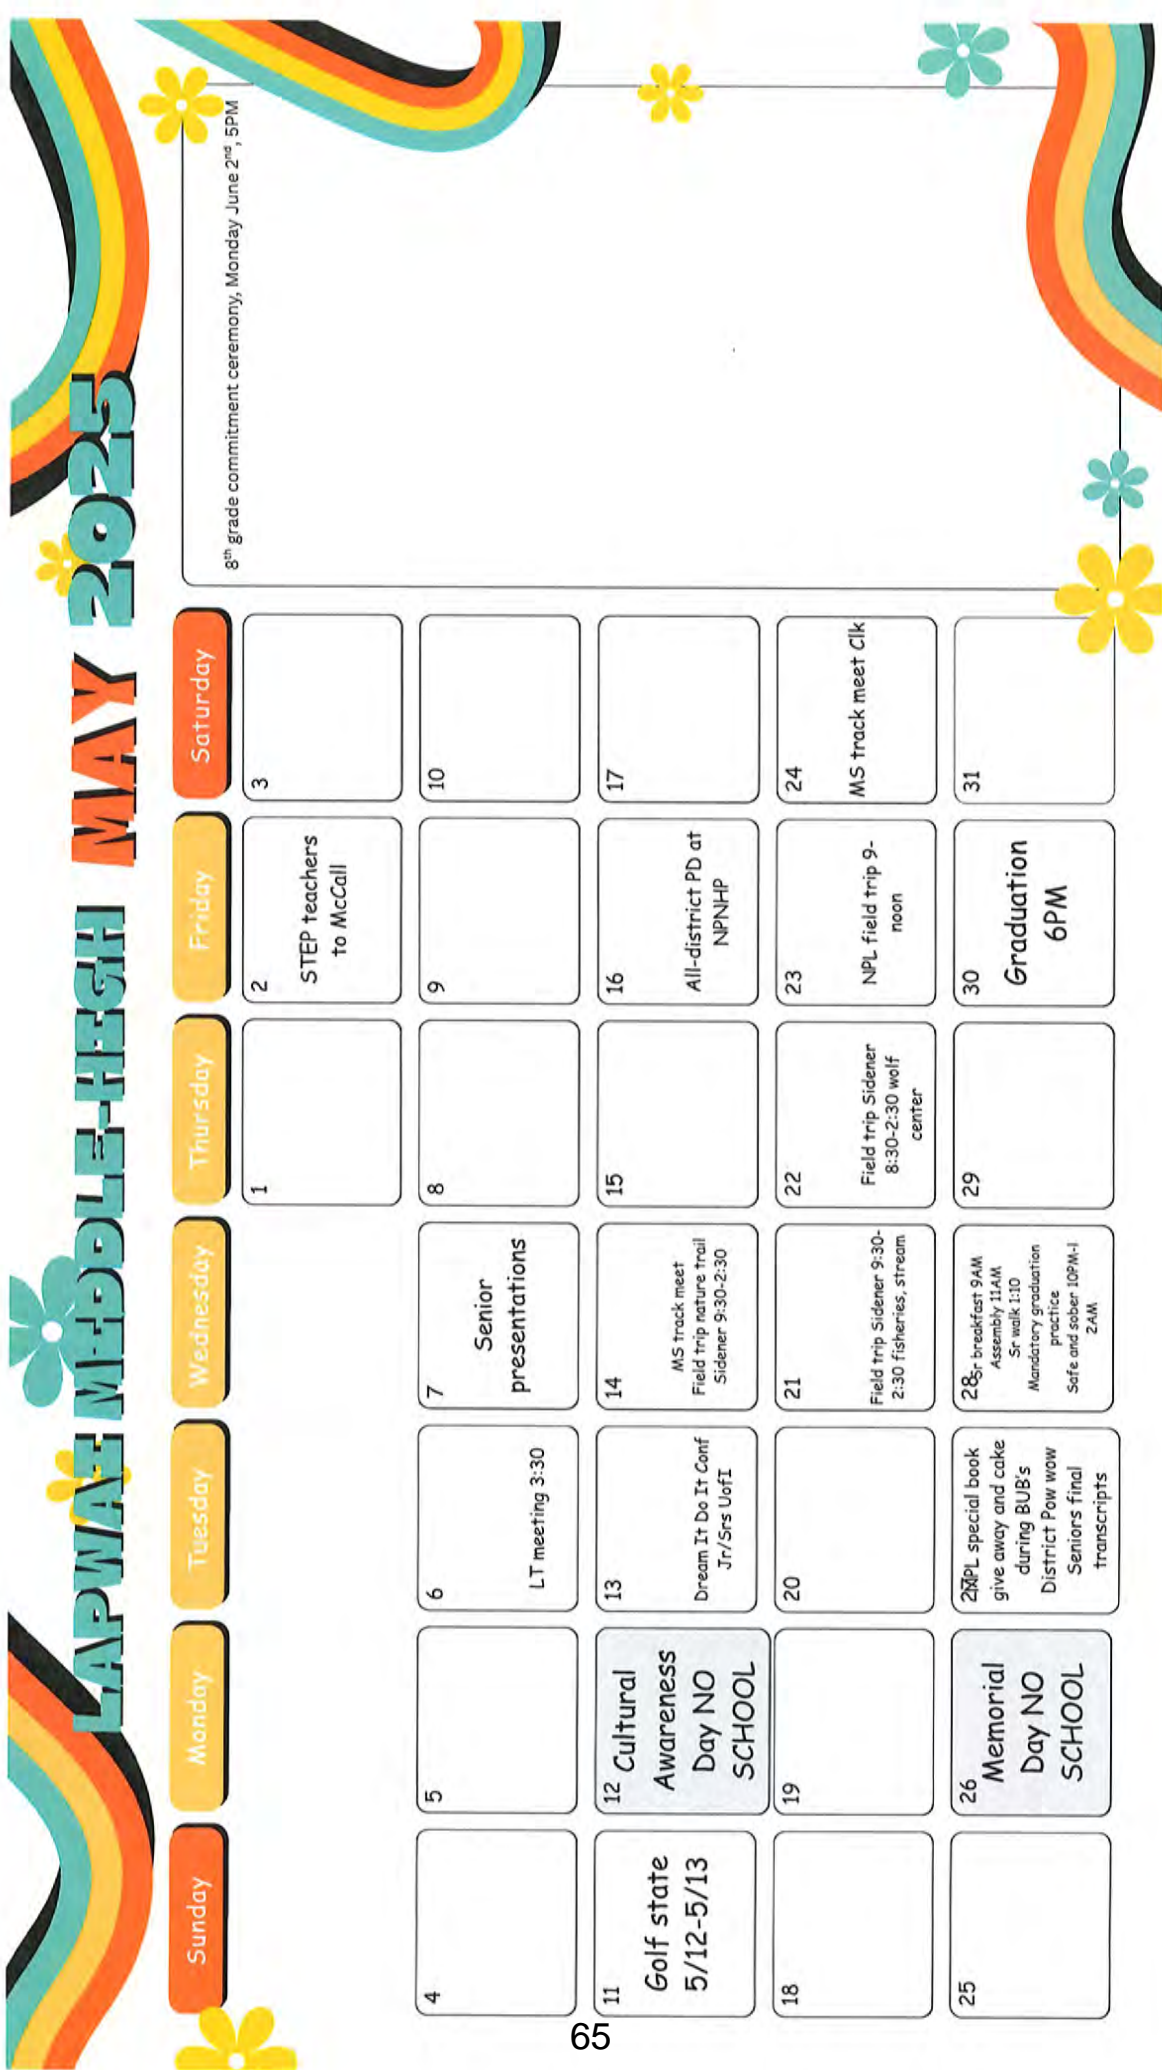 LAPWAI MIDDLE-HIGH MAY 2025
Sunday
Monday
Tuesday
Wednesday
Thursday
Friday
Saturday
8th grade commitment ceremony, Monday June 2nd, 5PM
1
2
STEP teachers
to McCall
3
4
5
6
LT meeting 3:30
7
Senior
presentations
8
9
10
11
Golf state
5/12-5/13
12 Cultural
Awareness
Day NO
SCHOOL
13
Dream It Do It Conf
Jr/Srs UofI
14
MS track meet
Field trip nature trail
Sidener 9:30-2:30
15
16
All-district PD at
NPNHP
17
18
19
20
21
Field trip Sidener 9:30-
2:30 fisheries, stream
22
Field trip Sidener
8:30-2:30 wolf
center
23
NPL field trip 9-
noon
24
MS track meet Clk
25
26
Memorial
Day NO
SCHOOL
27 special book
give away and cake
during BUB's
District Pow wow
Seniors final
transcripts
28 Sr breakfast 9AM
Assembly 11AM
Sr walk 1:10
Mandatory graduation
practice
Safe and sober 10PM-
2AM
29
30
Graduation
6PM
31
65